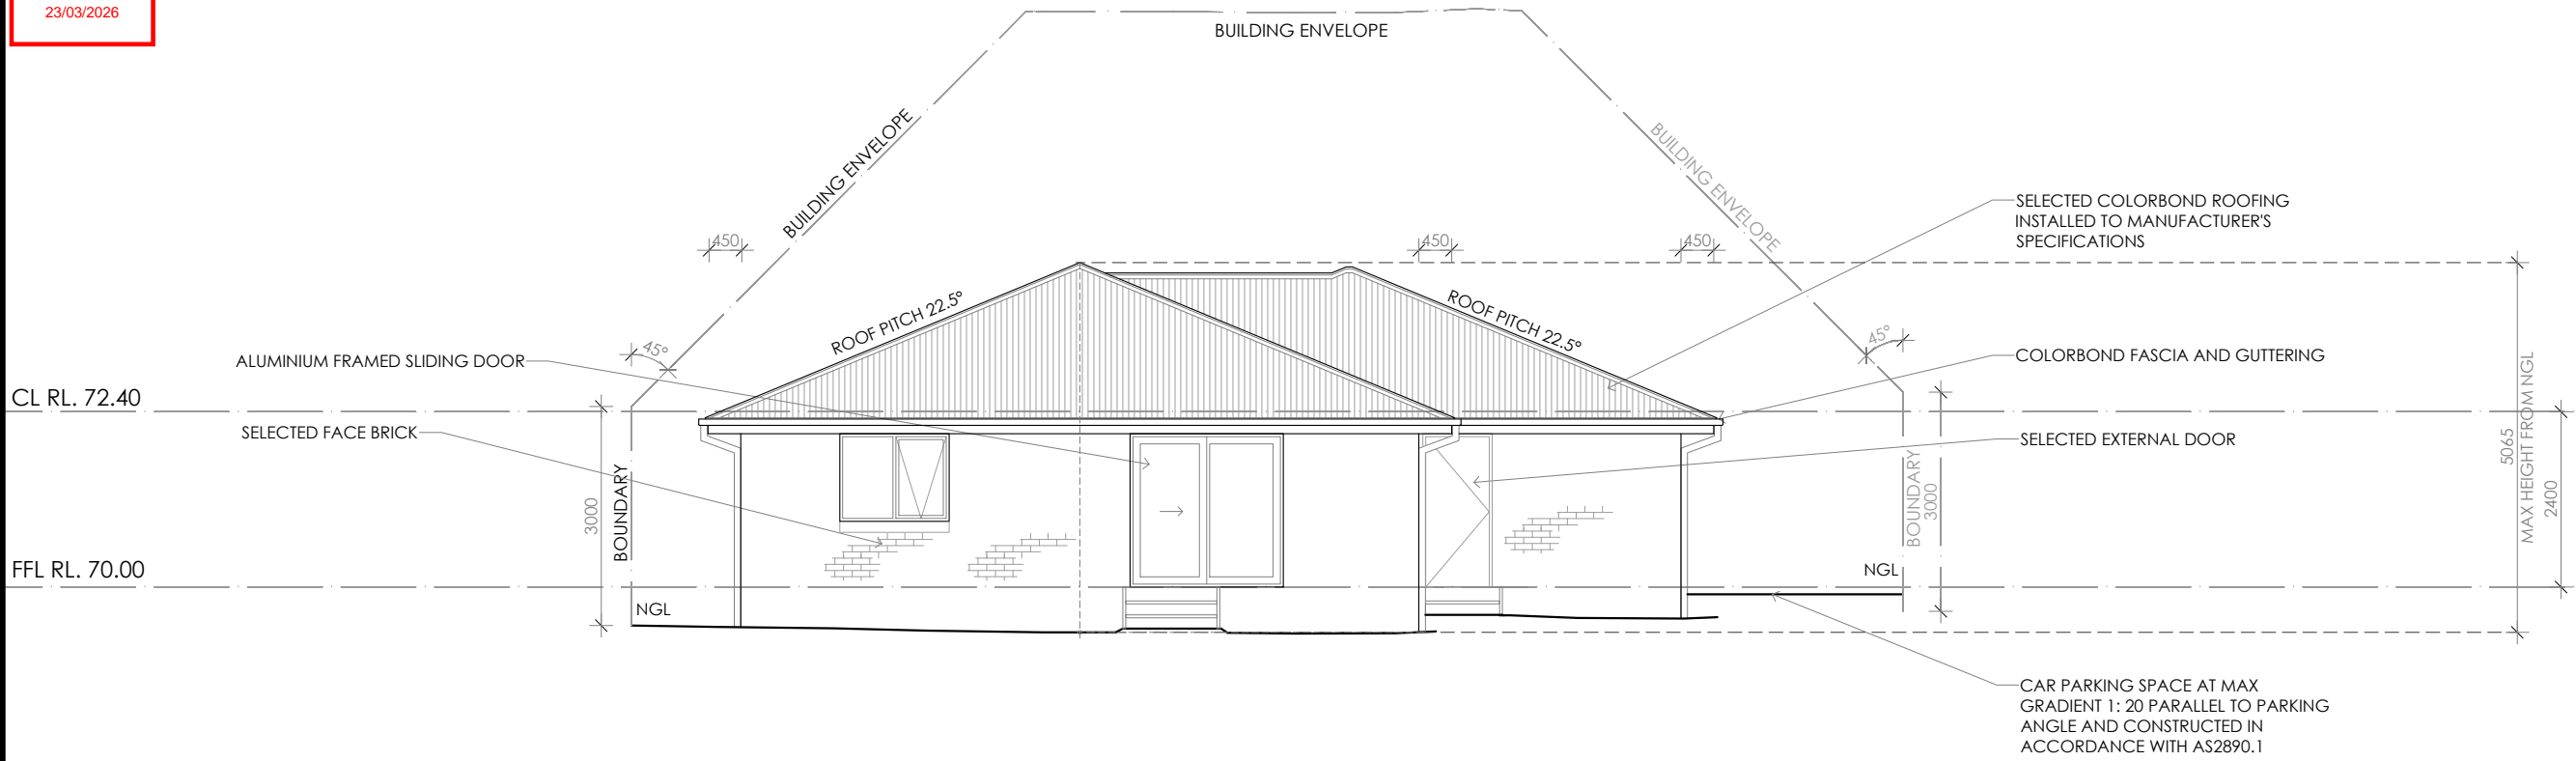 23/03/2026
BUILDING ENVELOPE
BUILDING ENVELOPE
BUILDING ENVELOPE
SELECTED COLORBOND ROOFING
INSTALLED TO MANUFACTURER'S
SPECIFICATIONS
450
450
450
ROOF PITCH 22.5°
ROOF PITCH 22.5°
45°
45°
ALUMINIUM FRAMED SLIDING DOOR
COLORBOND FASCIA AND GUTTERING
CL RL. 72.40
SELECTED FACE BRICK
SELECTED EXTERNAL DOOR
3000
BOUNDARY
BOUNDARY
3000
5065
MAX HEIGHT FROM NGL
2400
FFL RL. 70.00
NGL
NGL
CAR PARKING SPACE AT MAX
GRADIENT 1: 20 PARALLEL TO PARKING
ANGLE AND CONSTRUCTED IN
ACCORDANCE WITH AS2890.1